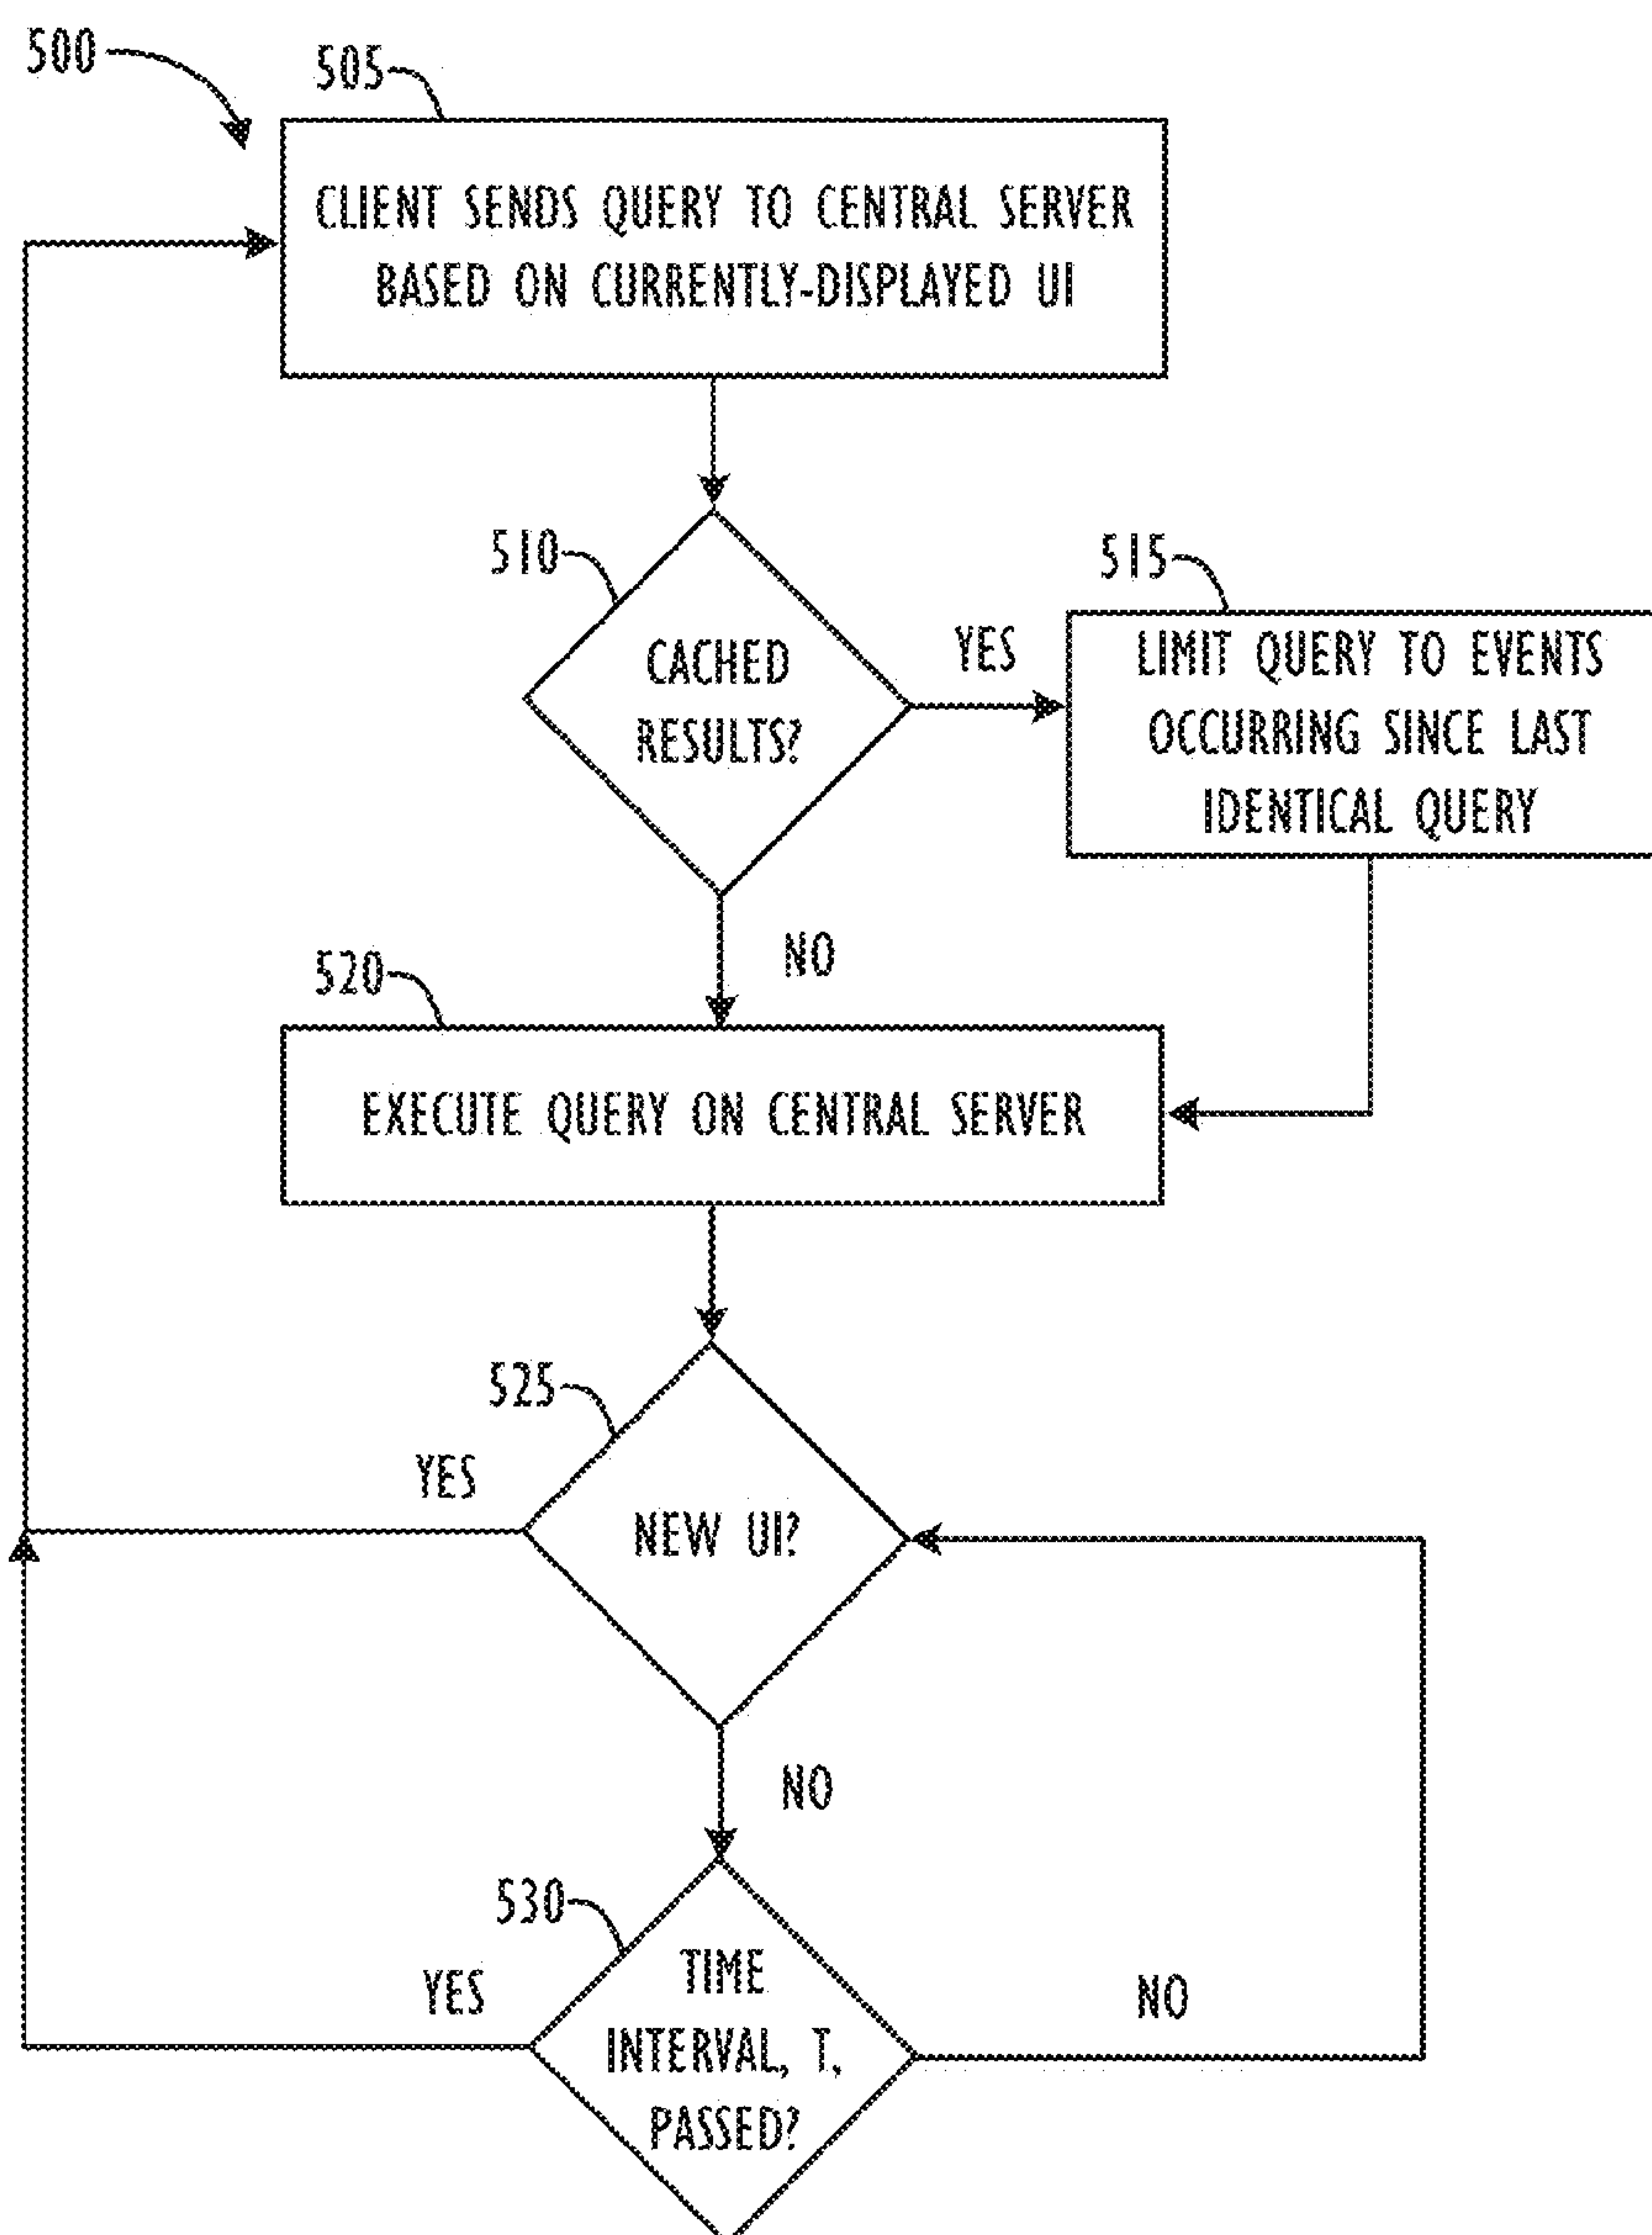 500
505
CLIENT SENDS QUERY TO CENTRAL SERVER
BASED ON CURRENTLY-DISPLAYED UI
510
CACHED
RESULTS?
YES
515
LIMIT QUERY TO EVENTS
OCCURRING SINCE LAST
IDENTICAL QUERY
NO
520
EXECUTE QUERY ON CENTRAL SERVER
525
YES
NEW UI?
NO
530
YES
TIME
INTERVAL, T,
PASSED?
NO